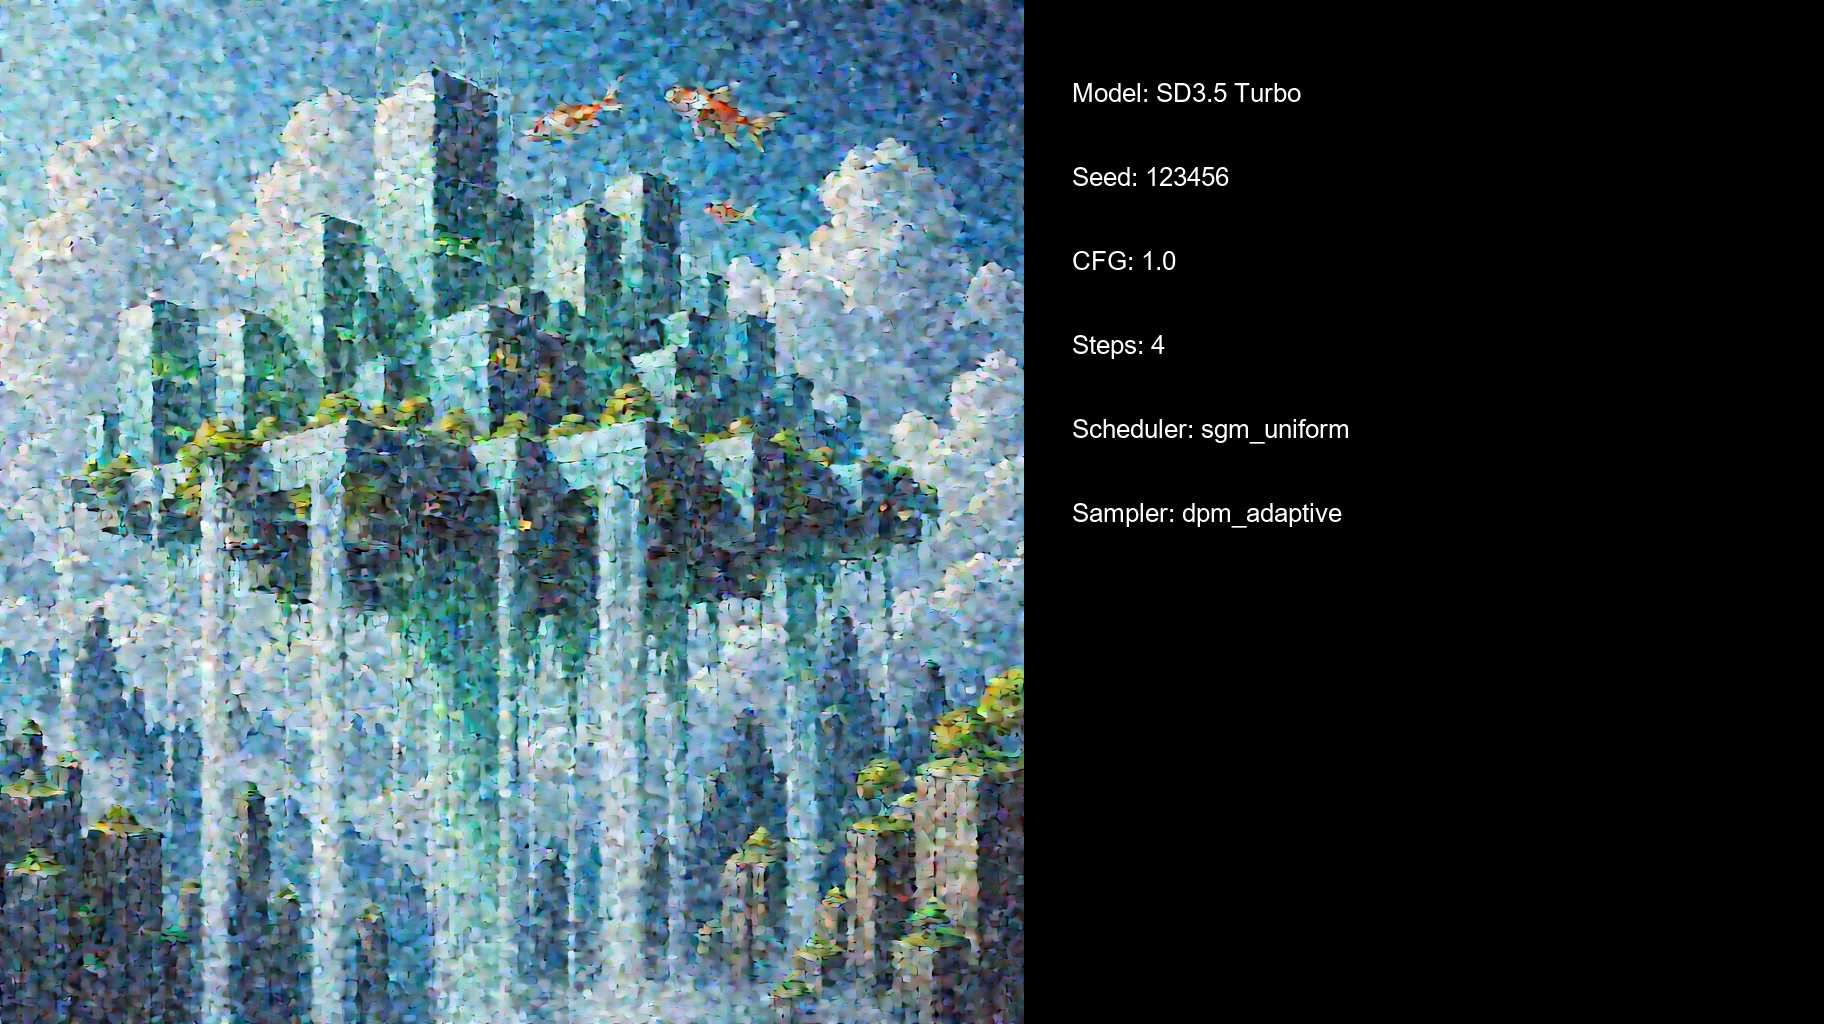 Model: SD3.5 Turbo
Seed: 123456
CFG: 1.0
Steps: 4
Scheduler: sgm_uniform
Sampler: dpm_adaptive